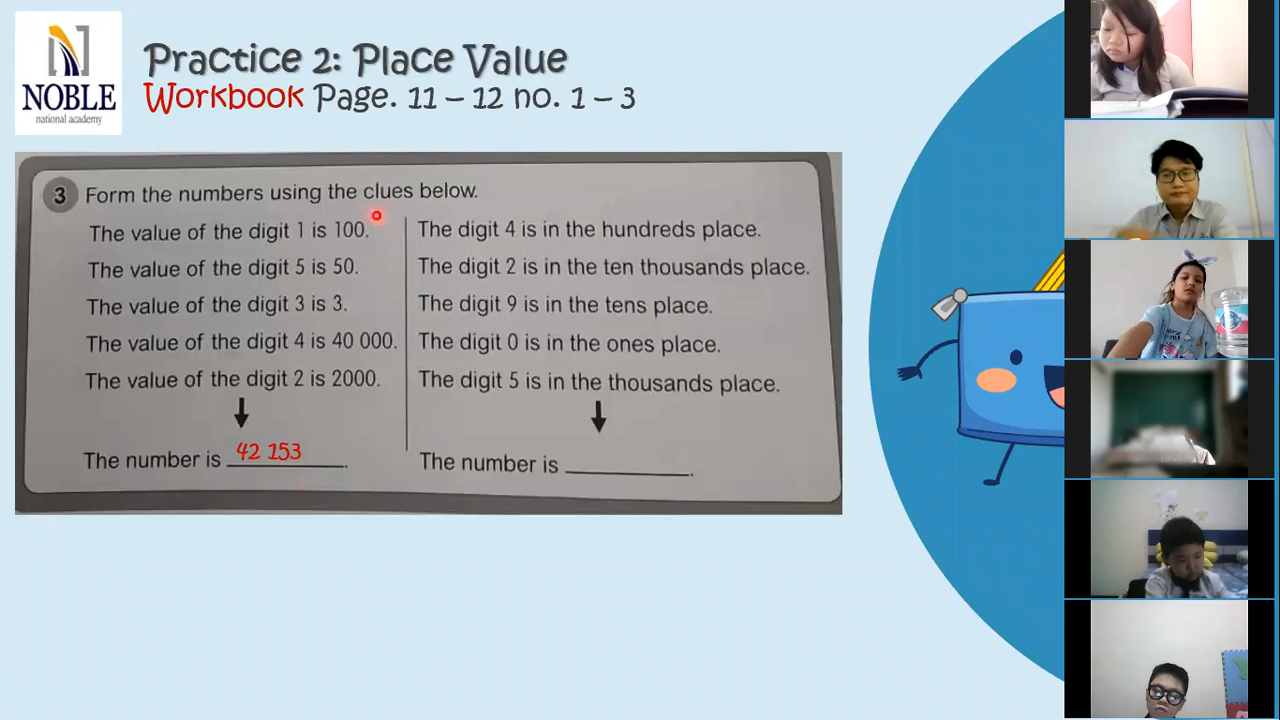 NOBLE
national academy
Practice 2: Place Value
Workbook Page. 11 – 12 no. 1 – 3
3 Form the numbers using the clues below.
The value of the digit 1 is 100.
The value of the digit 5 is 50.
The value of the digit 3 is 3.
The value of the digit 4 is 40 000.
The value of the digit 2 is 2000.
The number is 42 153.
The digit 4 is in the hundreds place.
The digit 2 is in the ten thousands place.
The digit 9 is in the tens place.
The digit 0 is in the ones place.
The digit 5 is in the thousands place.
The number is ____________.